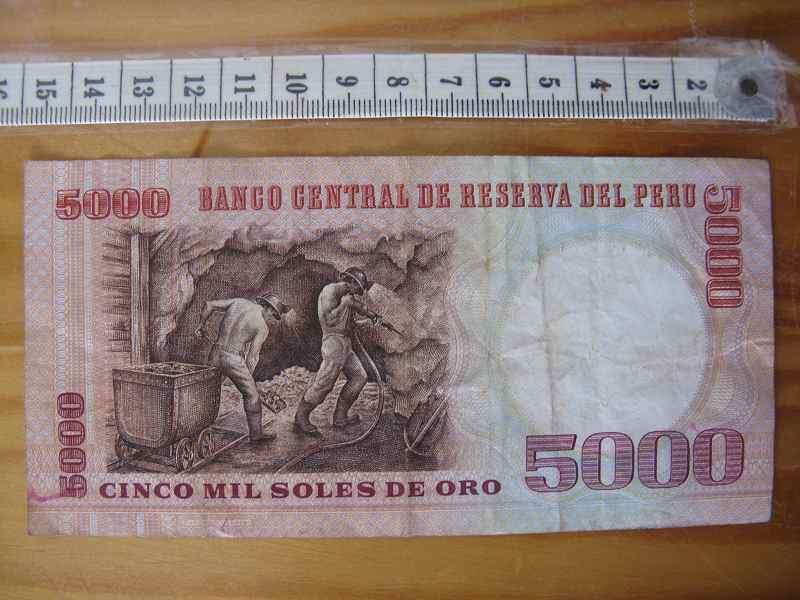 16 15 14 13 12 11 10 9 8 7 6 5 4 3 2
5000 BANCO CENTRAL DE RESERVA DEL PERU 5000
5000
CINCO MIL SOLES DE ORO
5000